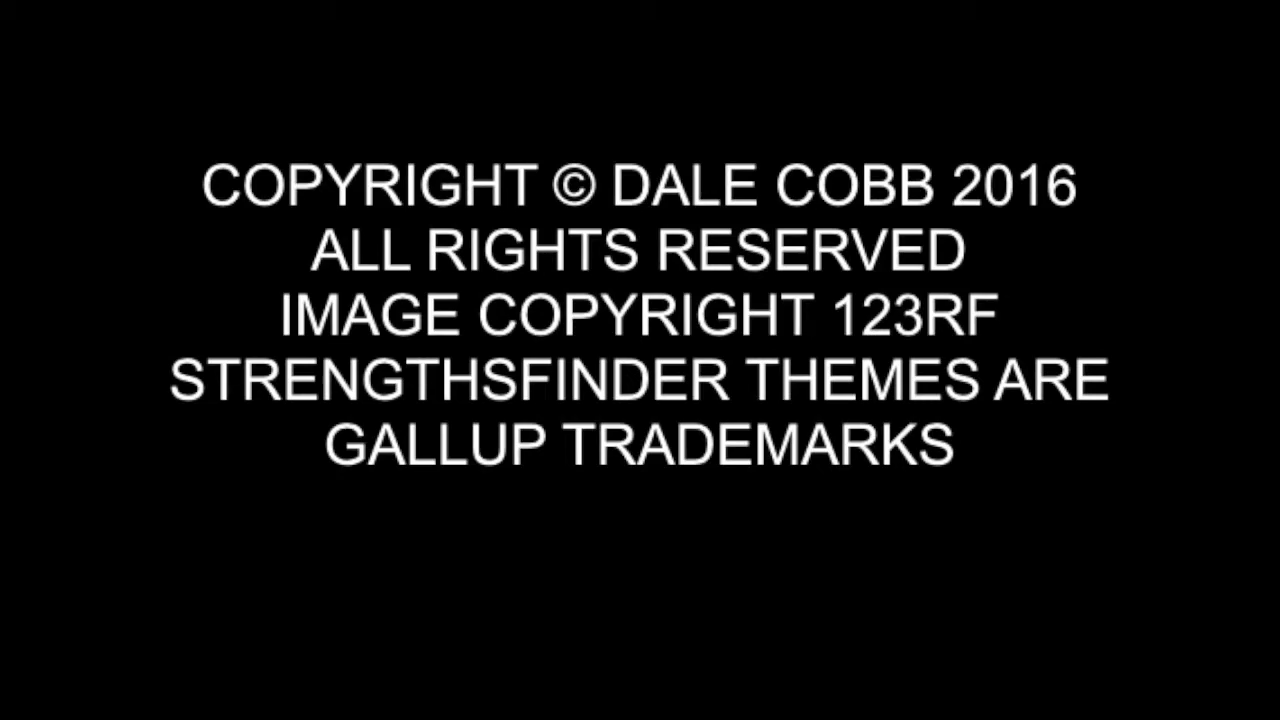 COPYRIGHT © DALE COBB 2016
ALL RIGHTS RESERVED
IMAGE COPYRIGHT 123RF
STRENGTHSFINDER THEMES ARE
GALLUP TRADEMARKS